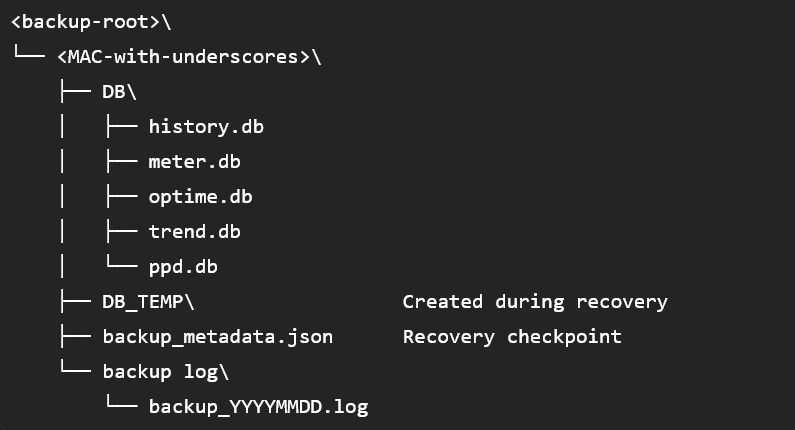 <backup-root>\
└── <MAC-with-underscores>\
    ├── DB\
    │   ├── history.db
    │   ├── meter.db
    │   ├── optime.db
    │   ├── trend.db
    │   └── ppd.db
    ├── DB_TEMP\                  Created during recovery
    ├── backup_metadata.json      Recovery checkpoint
    └── backup log\
        └── backup_YYYYMMDD.log